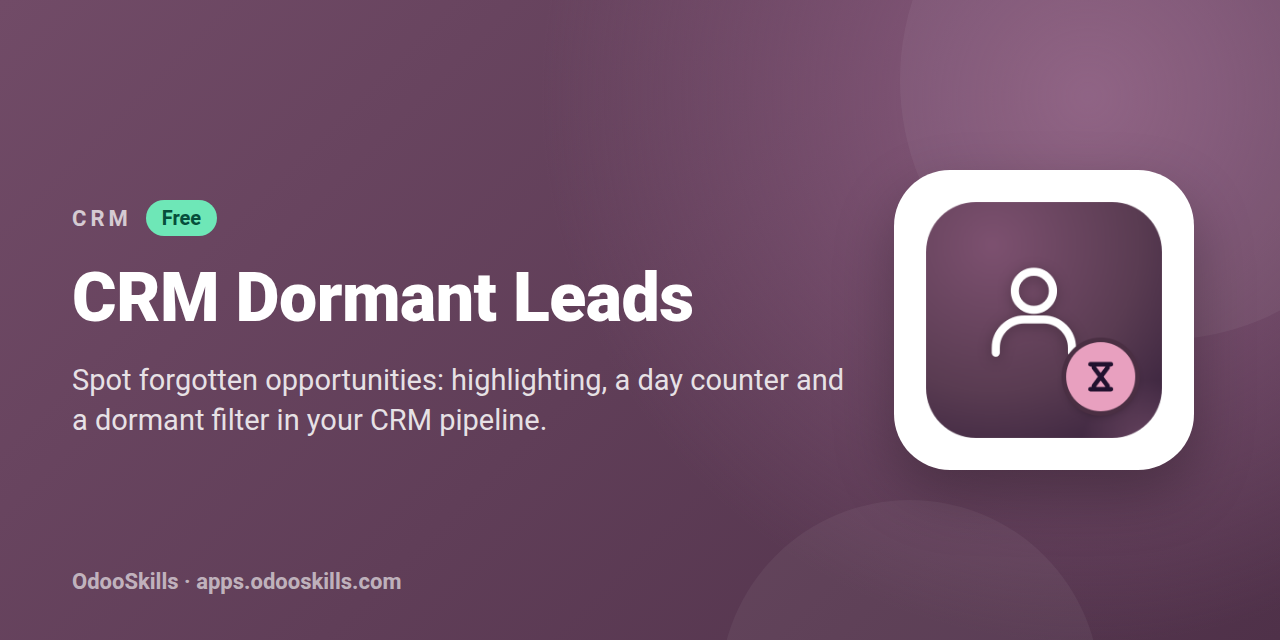 CRM Free
CRM Dormant Leads
Spot forgotten opportunities: highlighting, a day counter and
a dormant filter in your CRM pipeline.
OdooSkills · apps.odooskills.com